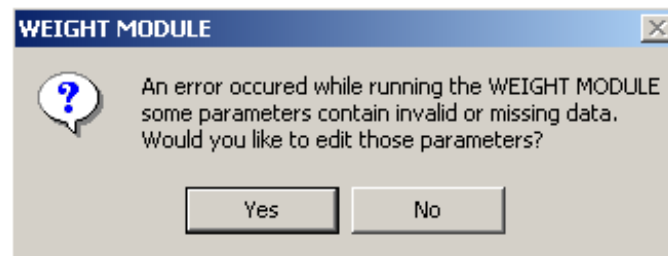 WEIGHT MODULE
An error occured while running the WEIGHT MODULE
some parameters contain invalid or missing data.
Would you like to edit those parameters?
Yes
No